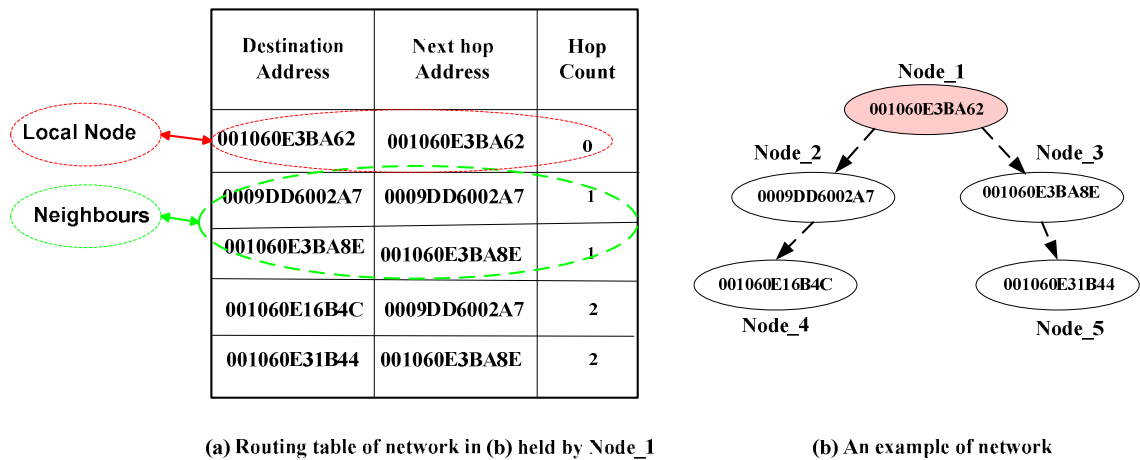 Destination Address
Next hop Address
Hop Count
Local Node
001060E3BA62 001060E3BA62 0
Neighbours
0009DD6002A7 0009DD6002A7 1
001060E3BA8E 001060E3BA8E 1
001060E16B4C 0009DD6002A7 2
001060E31B44 001060E3BA8E 2
(a) Routing table of network in (b) held by Node_1
Node_1
001060E3BA62
Node_2
0009DD6002A7
Node_3
001060E3BA8E
001060E16B4C
Node_4
001060E31B44
Node_5
(b) An example of network